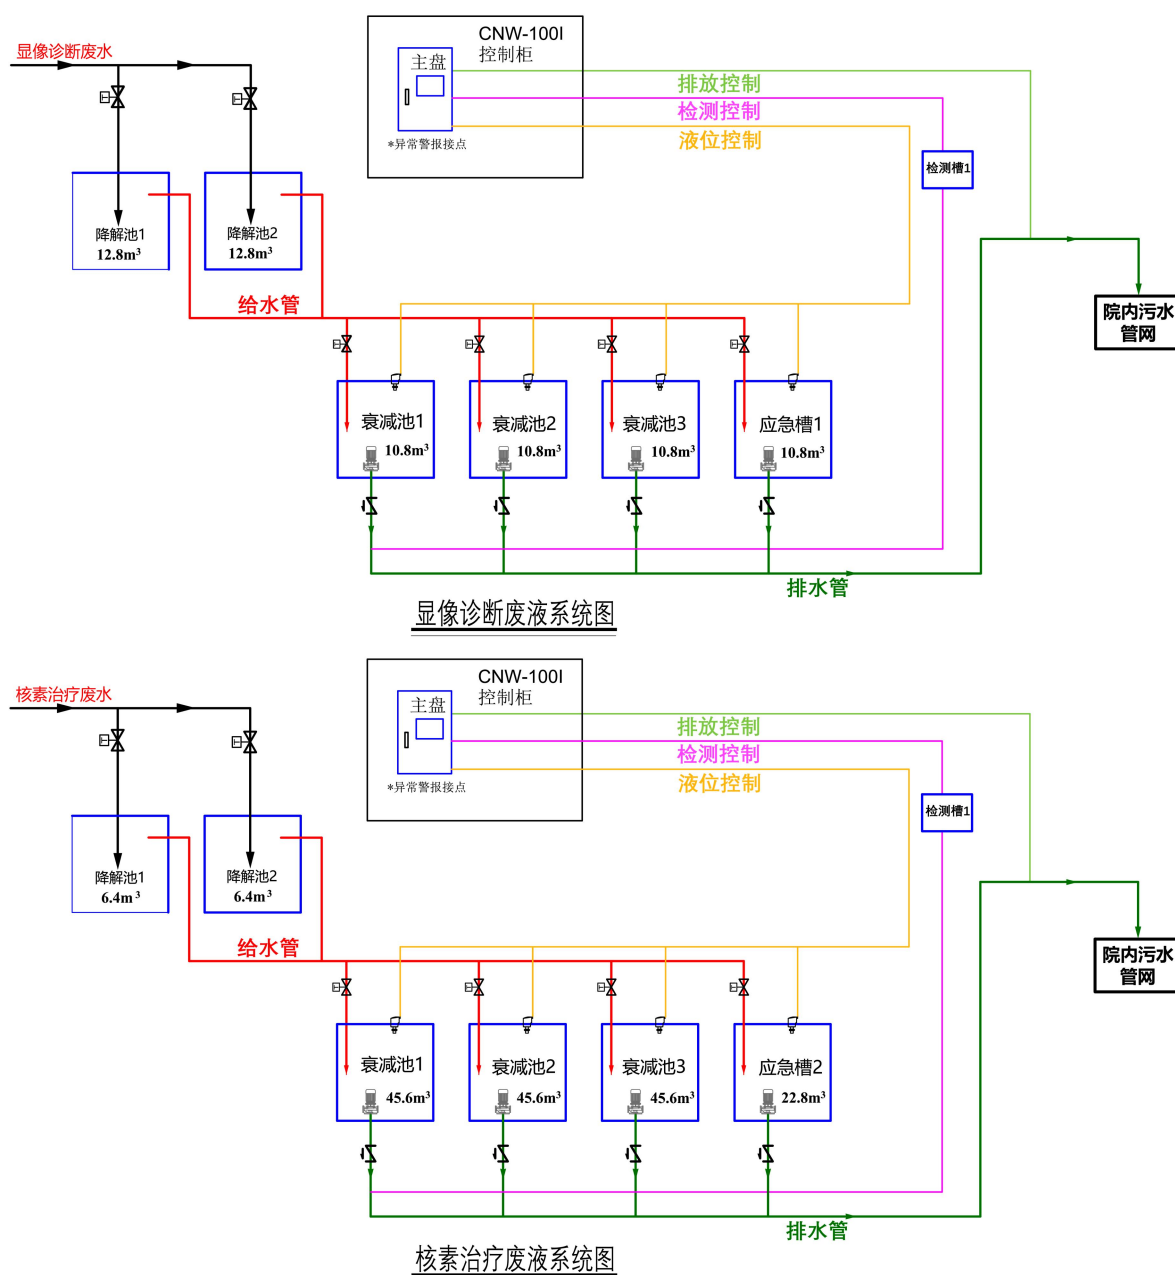 显像诊断废水
CNW-100I
控制柜
主盘
*异常警报接点
排放控制
检测控制
液位控制
检测槽1
降解池1
12.8m³
降解池2
12.8m³
给水管
院内污水
管网
衰减池1
10.8m³
衰减池2
10.8m³
衰减池3
10.8m³
应急槽1
10.8m³
排水管
显像诊断废液系统图
核素治疗废水
CNW-100I
控制柜
主盘
*异常警报接点
排放控制
检测控制
液位控制
检测槽1
降解池1
6.4m³
降解池2
6.4m³
给水管
院内污水
管网
衰减池1
45.6m³
衰减池2
45.6m³
衰减池3
45.6m³
应急槽2
22.8m³
排水管
核素治疗废液系统图